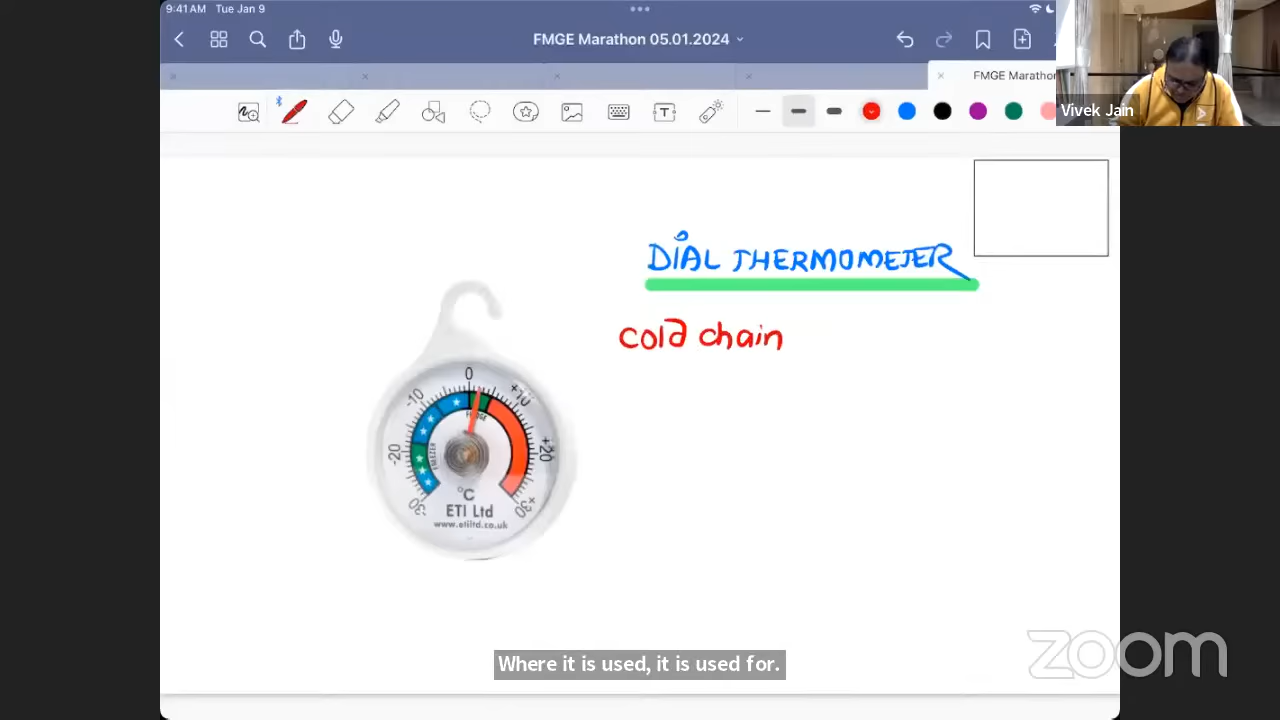 9:41 AM Tue Jan 9
FMGE Marathon 05.01.2024
FMGE Marathon
Vivek Jain
DIAL THERMOMETER
cold chain
0
-10
+10
FRIDGE
-20
FREEZER
+20
-30
+30
°C
ETI Ltd
www.etiltd.co.uk
Where it is used, it is used for.
zoom